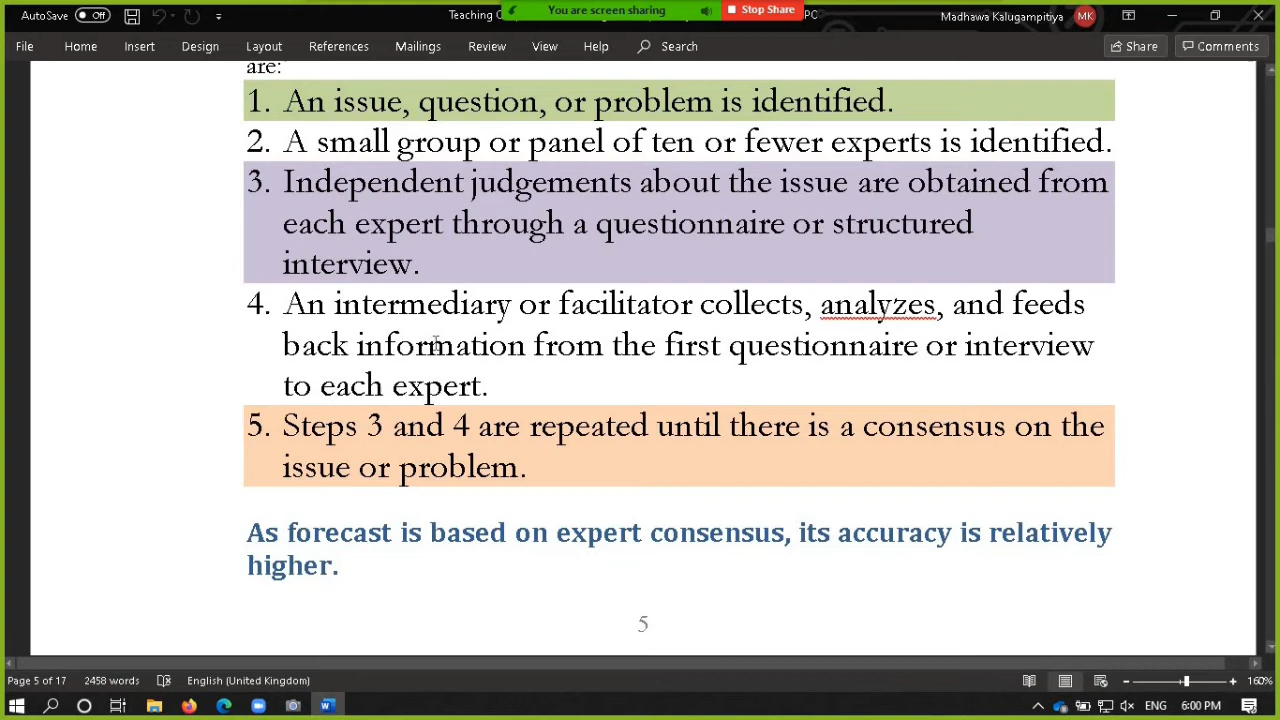 AutoSave Off
Teaching
PC
You are screen sharing
Stop Share
Madhawa Kalugampitiya MK
File Home Insert Design Layout References Mailings Review View Help Search Share Comments
are:
1. An issue, question, or problem is identified.
2. A small group or panel of ten or fewer experts is identified.
3. Independent judgements about the issue are obtained from
each expert through a questionnaire or structured
interview.
4. An intermediary or facilitator collects, analyzes, and feeds
back information from the first questionnaire or interview
to each expert.
5. Steps 3 and 4 are repeated until there is a consensus on the
issue or problem.
As forecast is based on expert consensus, its accuracy is relatively
higher.
5
Page 5 of 17 2458 words English (United Kingdom) 160%
ENG 6:00 PM